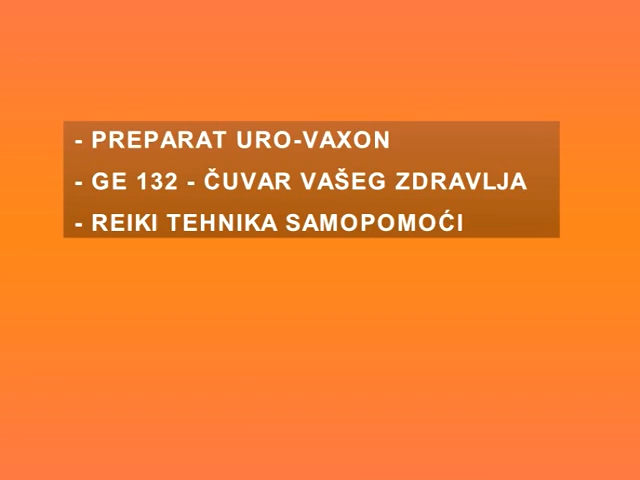 - PREPARAT URO-VAXON
- GE 132 - ČUVAR VAŠEG ZDRAVLJA
- REIKI TEHNIKA SAMOPOMOĆI